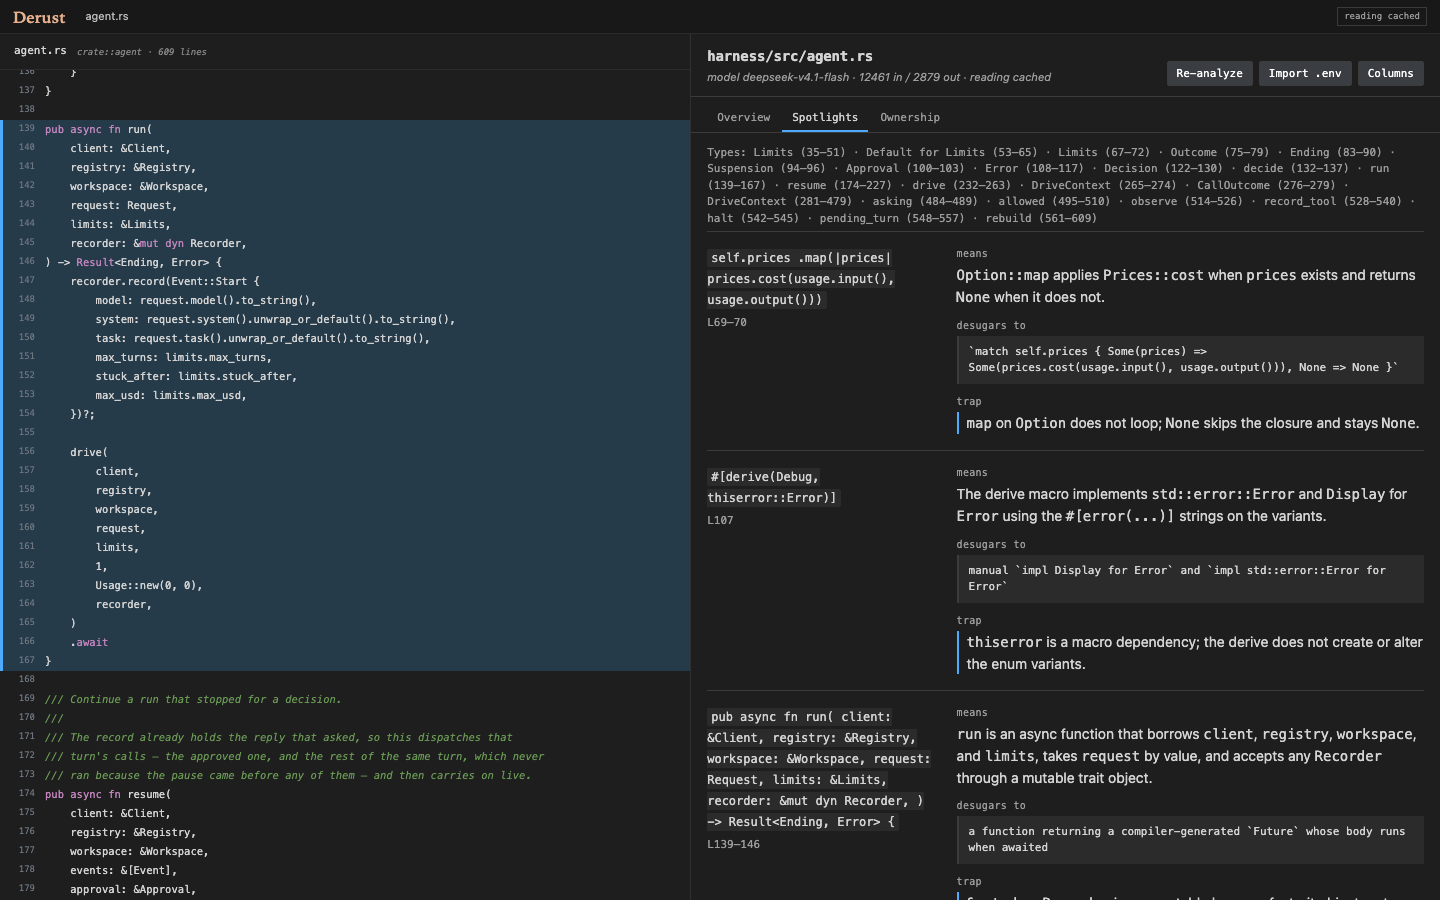 Derust
agent.rs
reading cached
agent.rs crate::agent · 609 lines
136 }
137 }
138
139 pub async fn run(
140 client: &Client,
141 registry: &Registry,
142 workspace: &Workspace,
143 request: Request,
144 limits: &Limits,
145 recorder: &mut dyn Recorder,
146 ) -> Result<Ending, Error> {
147 recorder.record(Event::Start {
148 model: request.model().to_string(),
149 system: request.system().unwrap_or_default().to_string(),
150 task: request.task().unwrap_or_default().to_string(),
151 max_turns: limits.max_turns,
152 stuck_after: limits.stuck_after,
153 max_usd: limits.max_usd,
154 })?;
155
156 drive(
157 client,
158 registry,
159 workspace,
160 request,
161 limits,
162 1,
163 Usage::new(0, 0),
164 recorder,
165 )
166 .await
167 }
168
169 /// Continue a run that stopped for a decision.
170 ///
171 /// The record already holds the reply that asked, so this dispatches that
172 /// turn's calls — the approved one, and the rest of the same turn, which never
173 /// ran because the pause came before any of them — and then carries on live.
174 pub async fn resume(
175 client: &Client,
176 registry: &Registry,
177 workspace: &Workspace,
178 events: &[Event],
179 approval: &Approval,
harness/src/agent.rs
model deepseek-v4.1-flash · 12461 in / 2879 out · reading cached
Re-analyze
Import .env
Columns
Overview
Spotlights
Ownership
Types: Limits (35–51) · Default for Limits (53–65) · Limits (67–72) · Outcome (75–79) · Ending (83–90) ·
Suspension (94–96) · Approval (100–103) · Error (108–117) · Decision (122–130) · decide (132–137) · run
(139–167) · resume (174–227) · drive (232–263) · DriveContext (265–274) · CallOutcome (276–279) ·
DriveContext (281–479) · asking (484–489) · allowed (495–510) · observe (514–526) · record_tool (528–540) ·
halt (542–545) · pending_turn (548–557) · rebuild (561–609)
self.prices .map(|prices|
prices.cost(usage.input(),
usage.output()))
L69–70
means
Option::map applies Prices::cost when prices exists and returns
None when it does not.
desugars to
`match self.prices { Some(prices) =>
Some(prices.cost(usage.input(), usage.output())), None => None }`
trap
map on Option does not loop; None skips the closure and stays None.
#[derive(Debug,
thiserror::Error)]
L107
means
The derive macro implements std::error::Error and Display for
Error using the #[error(...)] strings on the variants.
desugars to
manual `impl Display for Error` and `impl std::error::Error for
Error`
trap
thiserror is a macro dependency; the derive does not create or alter
the enum variants.
pub async fn run( client:
&Client, registry: &Registry,
workspace: &Workspace, request:
Request, limits: &Limits,
recorder: &mut dyn Recorder, )
-> Result<Ending, Error> {
L139–146
means
run is an async function that borrows client, registry, workspace,
and limits, takes request by value, and accepts any Recorder
through a mutable trait object.
desugars to
a function returning a compiler-generated `Future` whose body runs
when awaited
trap